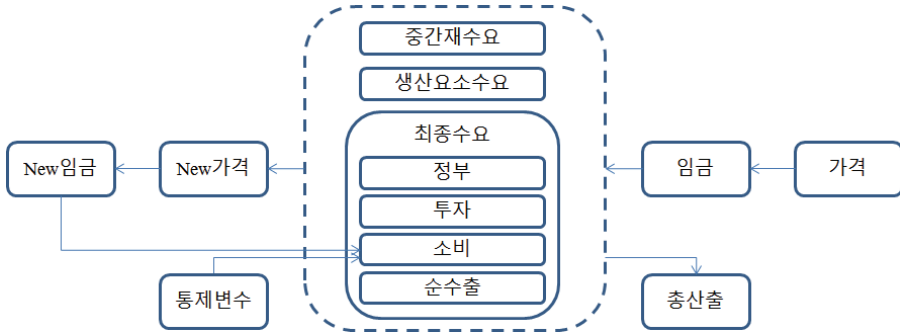 중간재수요
생산요소수요
최종수요
New임금
New가격
정부
임금
가격
투자
소비
순수출
통제변수
총산출